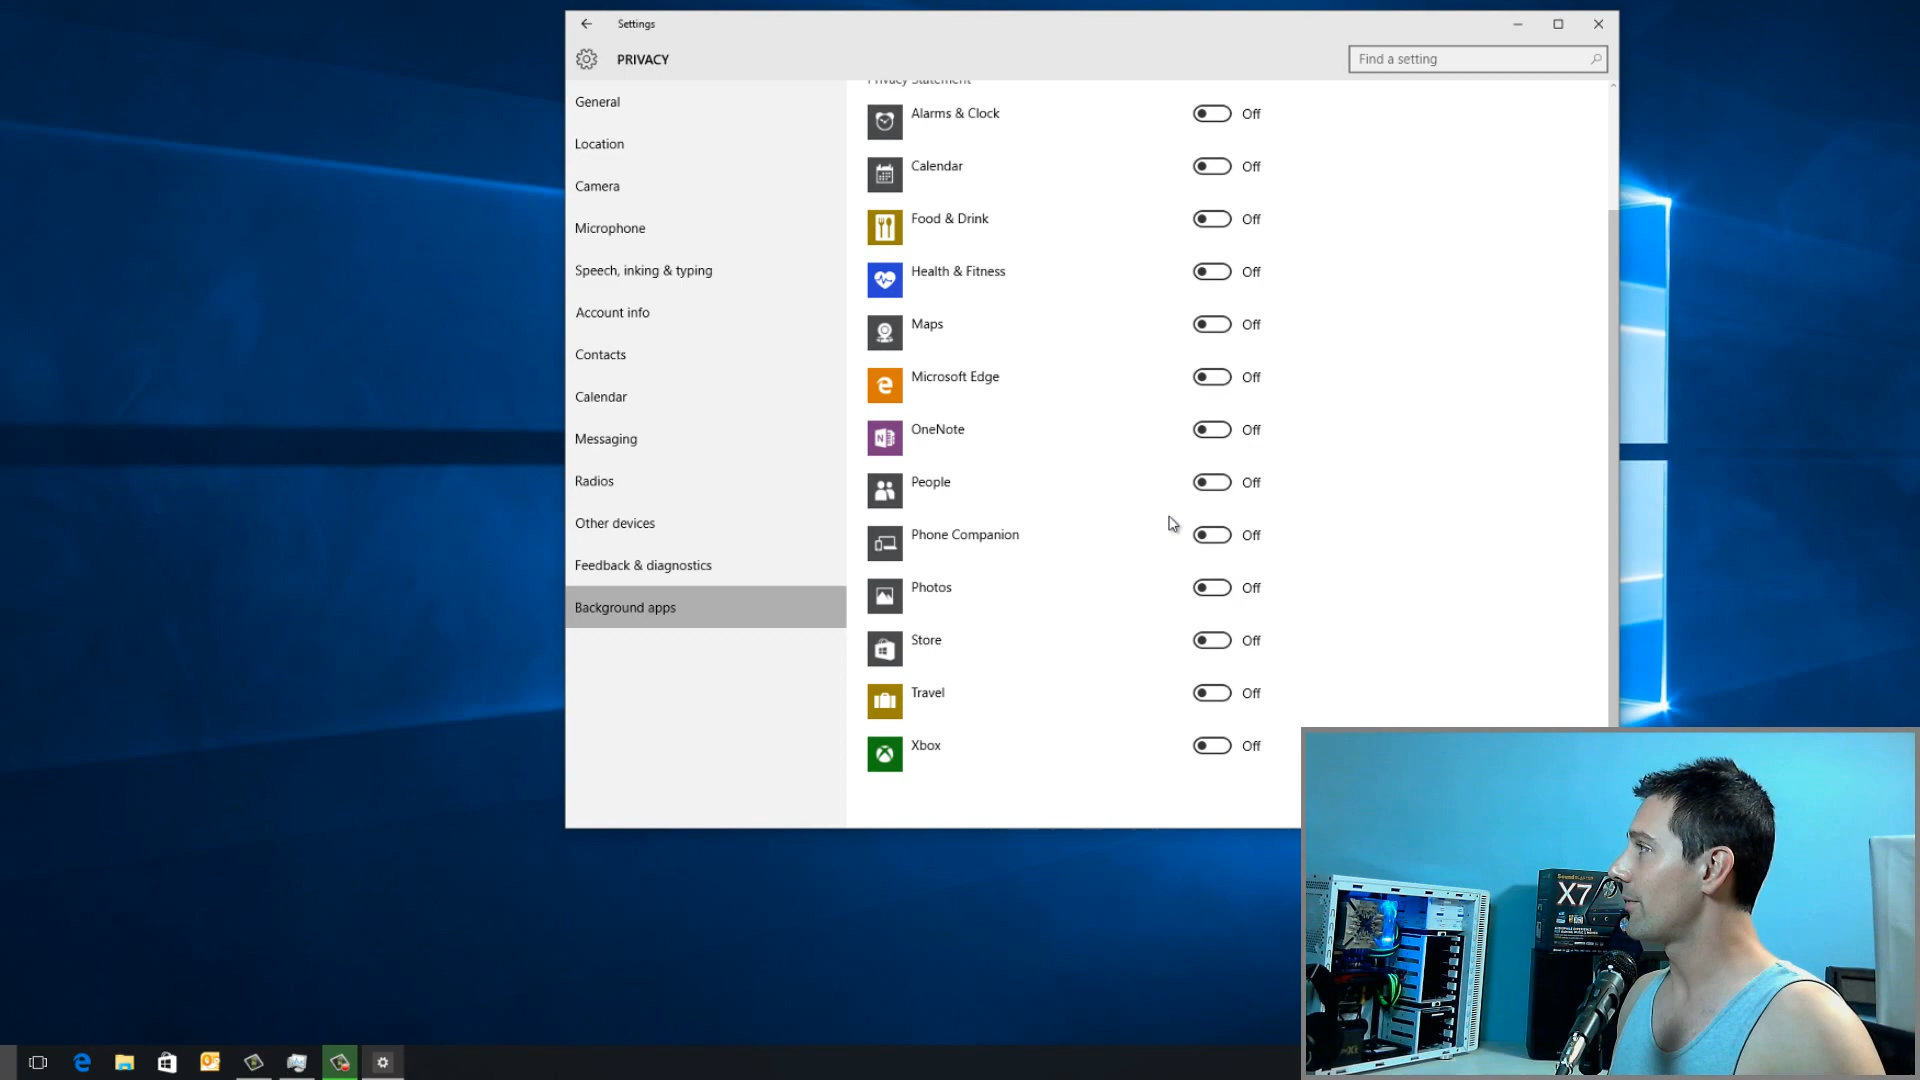 Settings
PRIVACY
Find a setting
General
Location
Camera
Microphone
Speech, inking & typing
Account info
Contacts
Calendar
Messaging
Radios
Other devices
Feedback & diagnostics
Background apps
Privacy Statement
Alarms & Clock Off
Calendar Off
Food & Drink Off
Health & Fitness Off
Maps Off
Microsoft Edge Off
OneNote Off
People Off
Phone Companion Off
Photos Off
Store Off
Travel Off
Xbox Off
X7